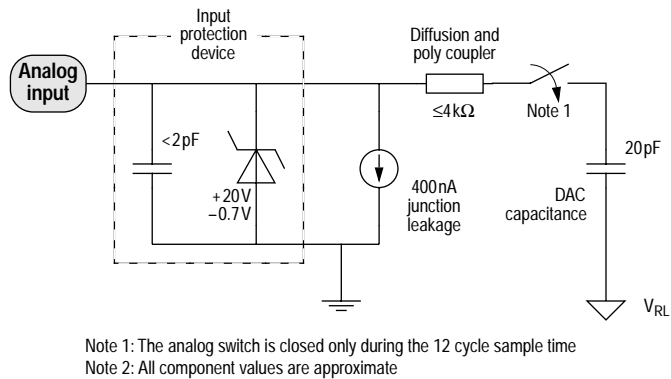 Input
protection
device
Diffusion and
poly coupler
Analog
input
<2pF
≤4kΩ
Note 1
20pF
+20V
−0.7V
400nA
junction
leakage
DAC
capacitance
VRL
Note 1: The analog switch is closed only during the 12 cycle sample time
Note 2: All component values are approximate